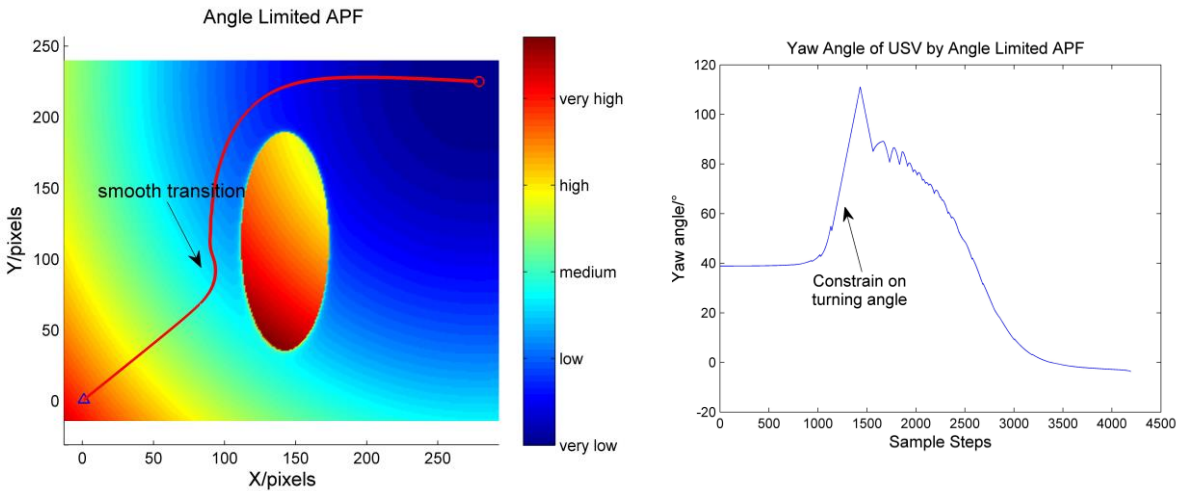 Angle Limited APF
250
200
150
100
50
0
Y/pixels
0
50
100
150
200
250
X/pixels
smooth transition
very high
high
medium
low
very low
Yaw Angle of USV by Angle Limited APF
120
100
80
60
40
20
0
-20
Yaw angle/°
0
500
1000
1500
2000
2500
3000
3500
4000
4500
Sample Steps
Constrain on
turning angle